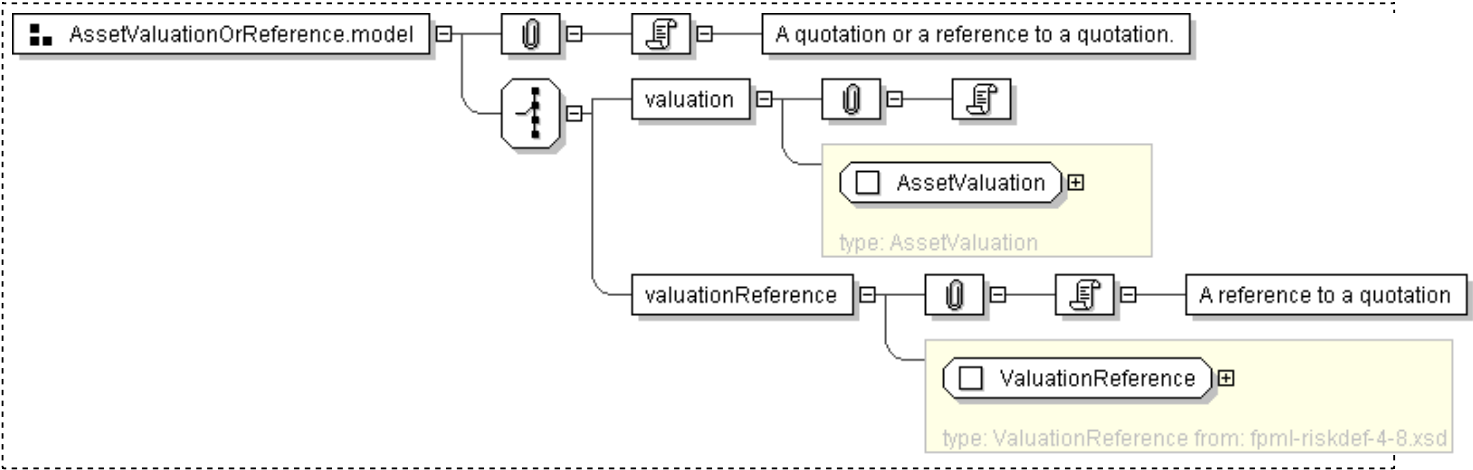 AssetValuationOrReference.model
A quotation or a reference to a quotation.
valuation
AssetValuation
type: AssetValuation
valuationReference
A reference to a quotation
ValuationReference
type: ValuationReference from: fpml-riskdef-4-8.xsd